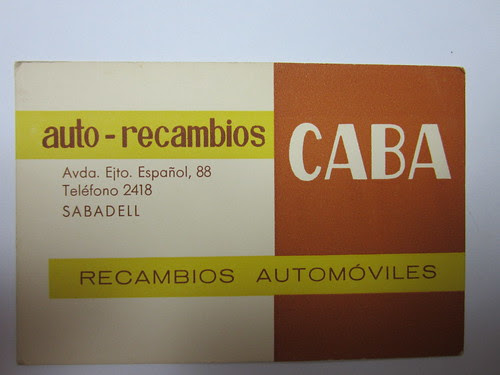 auto-recambios
CABA
Avda. Ejto. Español, 88
Teléfono 2418
SABADELL
RECAMBIOS AUTOMÓVILES